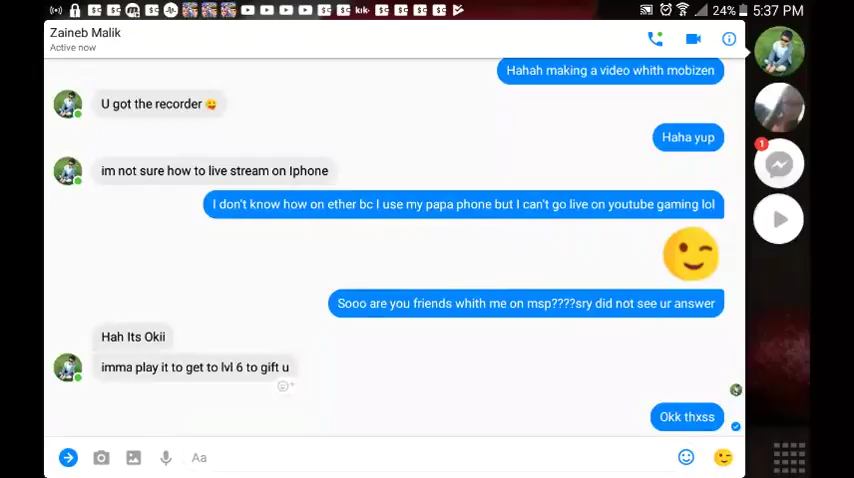 24% 5:37 PM
Zaineb Malik
Active now
Hahah making a video whith mobizen
U got the recorder
Haha yup
im not sure how to live stream on Iphone
I don't know how on ether bc I use my papa phone but I can't go live on youtube gaming lol
Sooo are you friends whith me on msp????sry did not see ur answer
Hah Its Okii
imma play it to get to lvl 6 to gift u
Okk thxss
Aa
kik
1